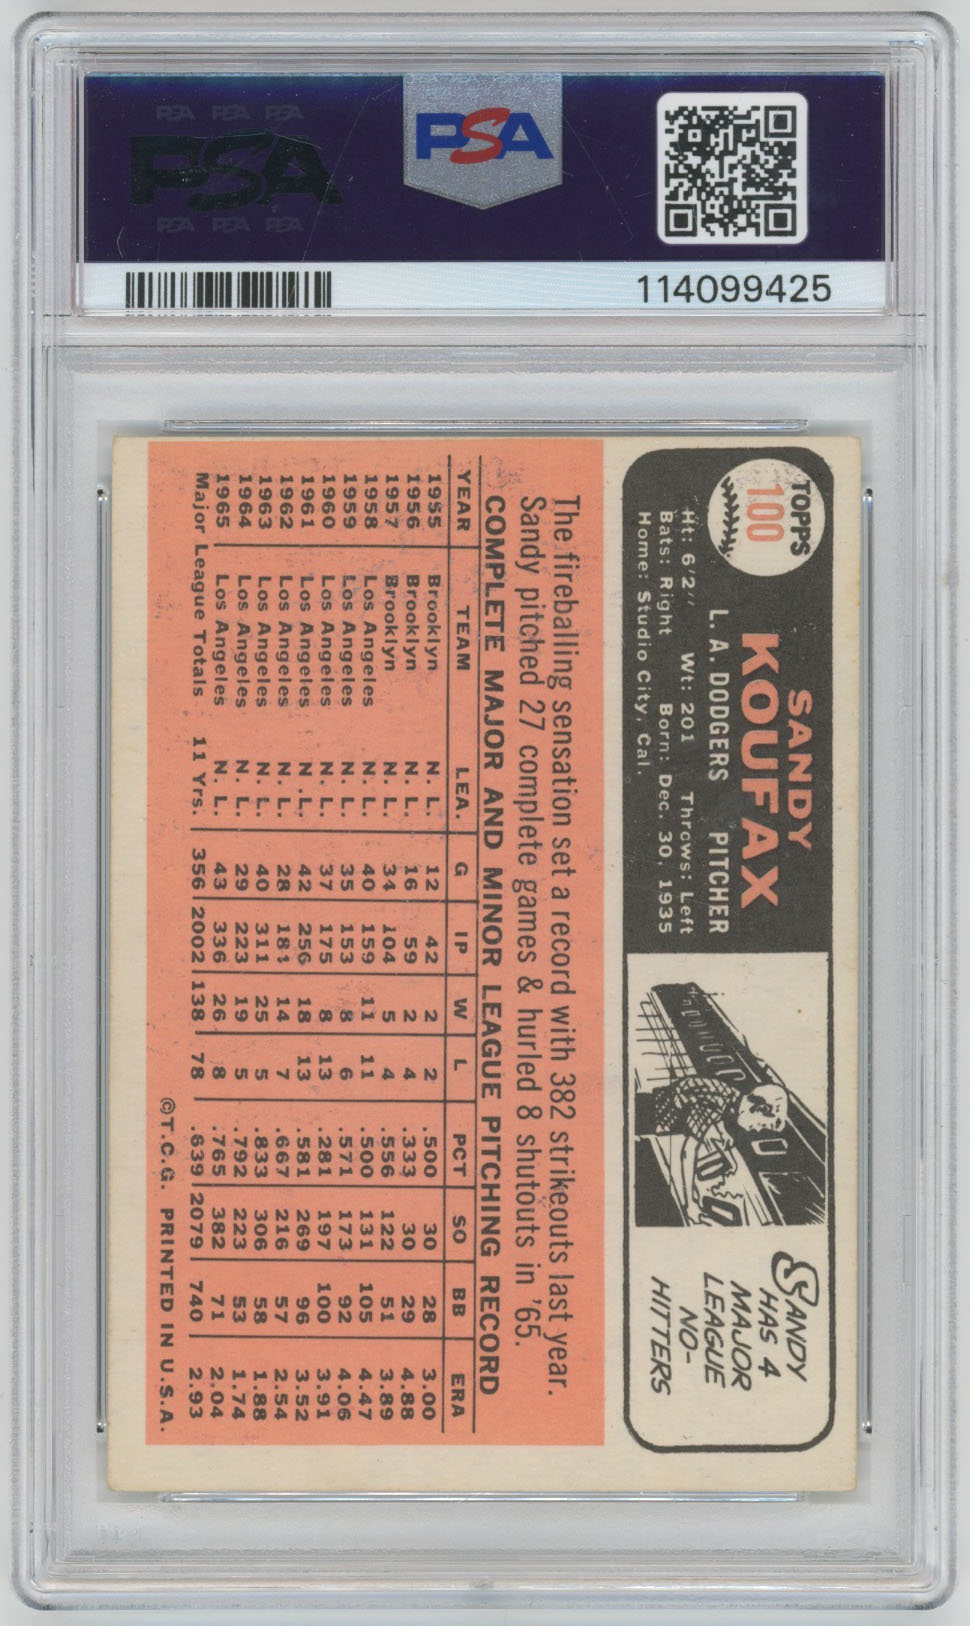 PSA PSA PSA
PSA
PSA PSA PSA
PSA
114099425
TOPPS
100
SANDY
KOUFAX
L. A. DODGERS PITCHER
Ht: 6'2" Wt: 201 Throws: Left
Bats: Right Born: Dec. 30, 1935
Home: Studio City, Cal.
SANDY
HAS 4
MAJOR
LEAGUE
NO-
HITTERS
The fireballing sensation set a record with 382 strikeouts last year.
Sandy pitched 27 complete games & hurled 8 shutouts in '65.
COMPLETE MAJOR AND MINOR LEAGUE PITCHING RECORD
YEAR TEAM LEA. G IP W L PCT SO BB ERA
1955 Brooklyn N. L. 12 42 2 2 .500 30 28 3.00
1956 Brooklyn N. L. 16 59 2 4 .333 30 29 4.88
1957 Brooklyn N. L. 34 104 5 4 .556 122 51 3.89
1958 Los Angeles N. L. 40 159 11 11 .500 131 105 4.47
1959 Los Angeles N. L. 35 153 8 6 .571 173 92 4.06
1960 Los Angeles N. L. 37 175 8 13 .281 197 100 3.91
1961 Los Angeles N. L. 42 256 18 13 .581 269 96 3.52
1962 Los Angeles N. L. 28 184 14 7 .667 216 57 2.54
1963 Los Angeles N. L. 40 311 25 5 .833 306 58 1.88
1964 Los Angeles N. L. 29 223 19 5 .792 223 53 1.74
1965 Los Angeles N. L. 43 336 26 8 .765 382 71 2.04
Major League Totals 11 Yrs. 356 2002 138 78 .639 2079 740 2.93
©T.C.G. PRINTED IN U.S.A.